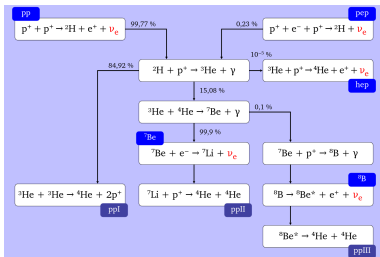 pp
pep
p⁺ + p⁺ → ²H + e⁺ + νₑ
99,77 %
0,23 %
p⁺ + e⁻ + p⁺ → ²H + νₑ
84,92 %
²H + p⁺ → ³He + γ
10⁻⁵ %
³He + p⁺ → ⁴He + e⁺ + νₑ
hep
15,08 %
³He + ⁴He → ⁷Be + γ
0,1 %
⁷Be
99,9 %
⁷Be + e⁻ → ⁷Li + νₑ
⁷Be + p⁺ → ⁸B + γ
⁸B
³He + ³He → ⁴He + 2p⁺
⁷Li + p⁺ → ⁴He + ⁴He
⁸B → ⁸Be* + e⁺ + νₑ
ppI
ppII
⁸Be* → ⁴He + ⁴He
ppIII